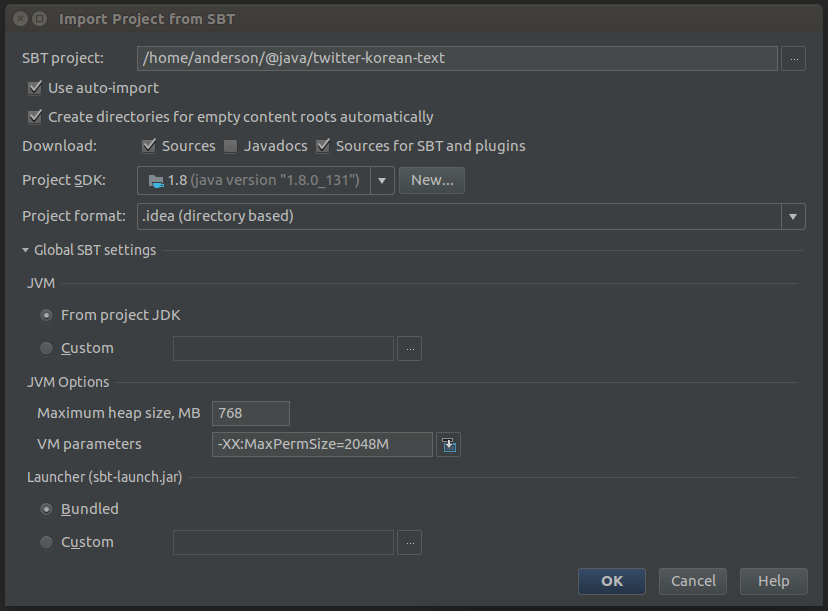 Import Project from SBT
SBT project: /home/anderson/@java/twitter-korean-text ...
Use auto-import
Create directories for empty content roots automatically
Download: Sources Javadocs Sources for SBT and plugins
Project SDK: 1.8 (java version "1.8.0_131") New...
Project format: .idea (directory based)
Global SBT settings
JVM
From project JDK
Custom ...
JVM Options
Maximum heap size, MB 768
VM parameters -XX:MaxPermSize=2048M
Launcher (sbt-launch.jar)
Bundled
Custom ...
OK Cancel Help